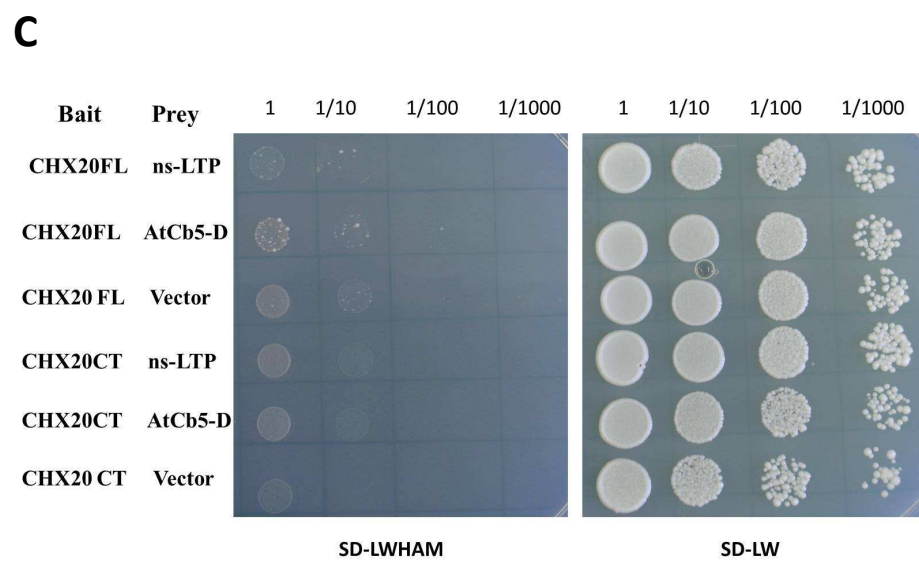 C
Bait Prey 1 1/10 1/100 1/1000 1 1/10 1/100 1/1000
CHX20FL ns-LTP
CHX20FL AtCb5-D
CHX20 FL Vector
CHX20CT ns-LTP
CHX20CT AtCb5-D
CHX20 CT Vector
SD-LWHAM SD-LW